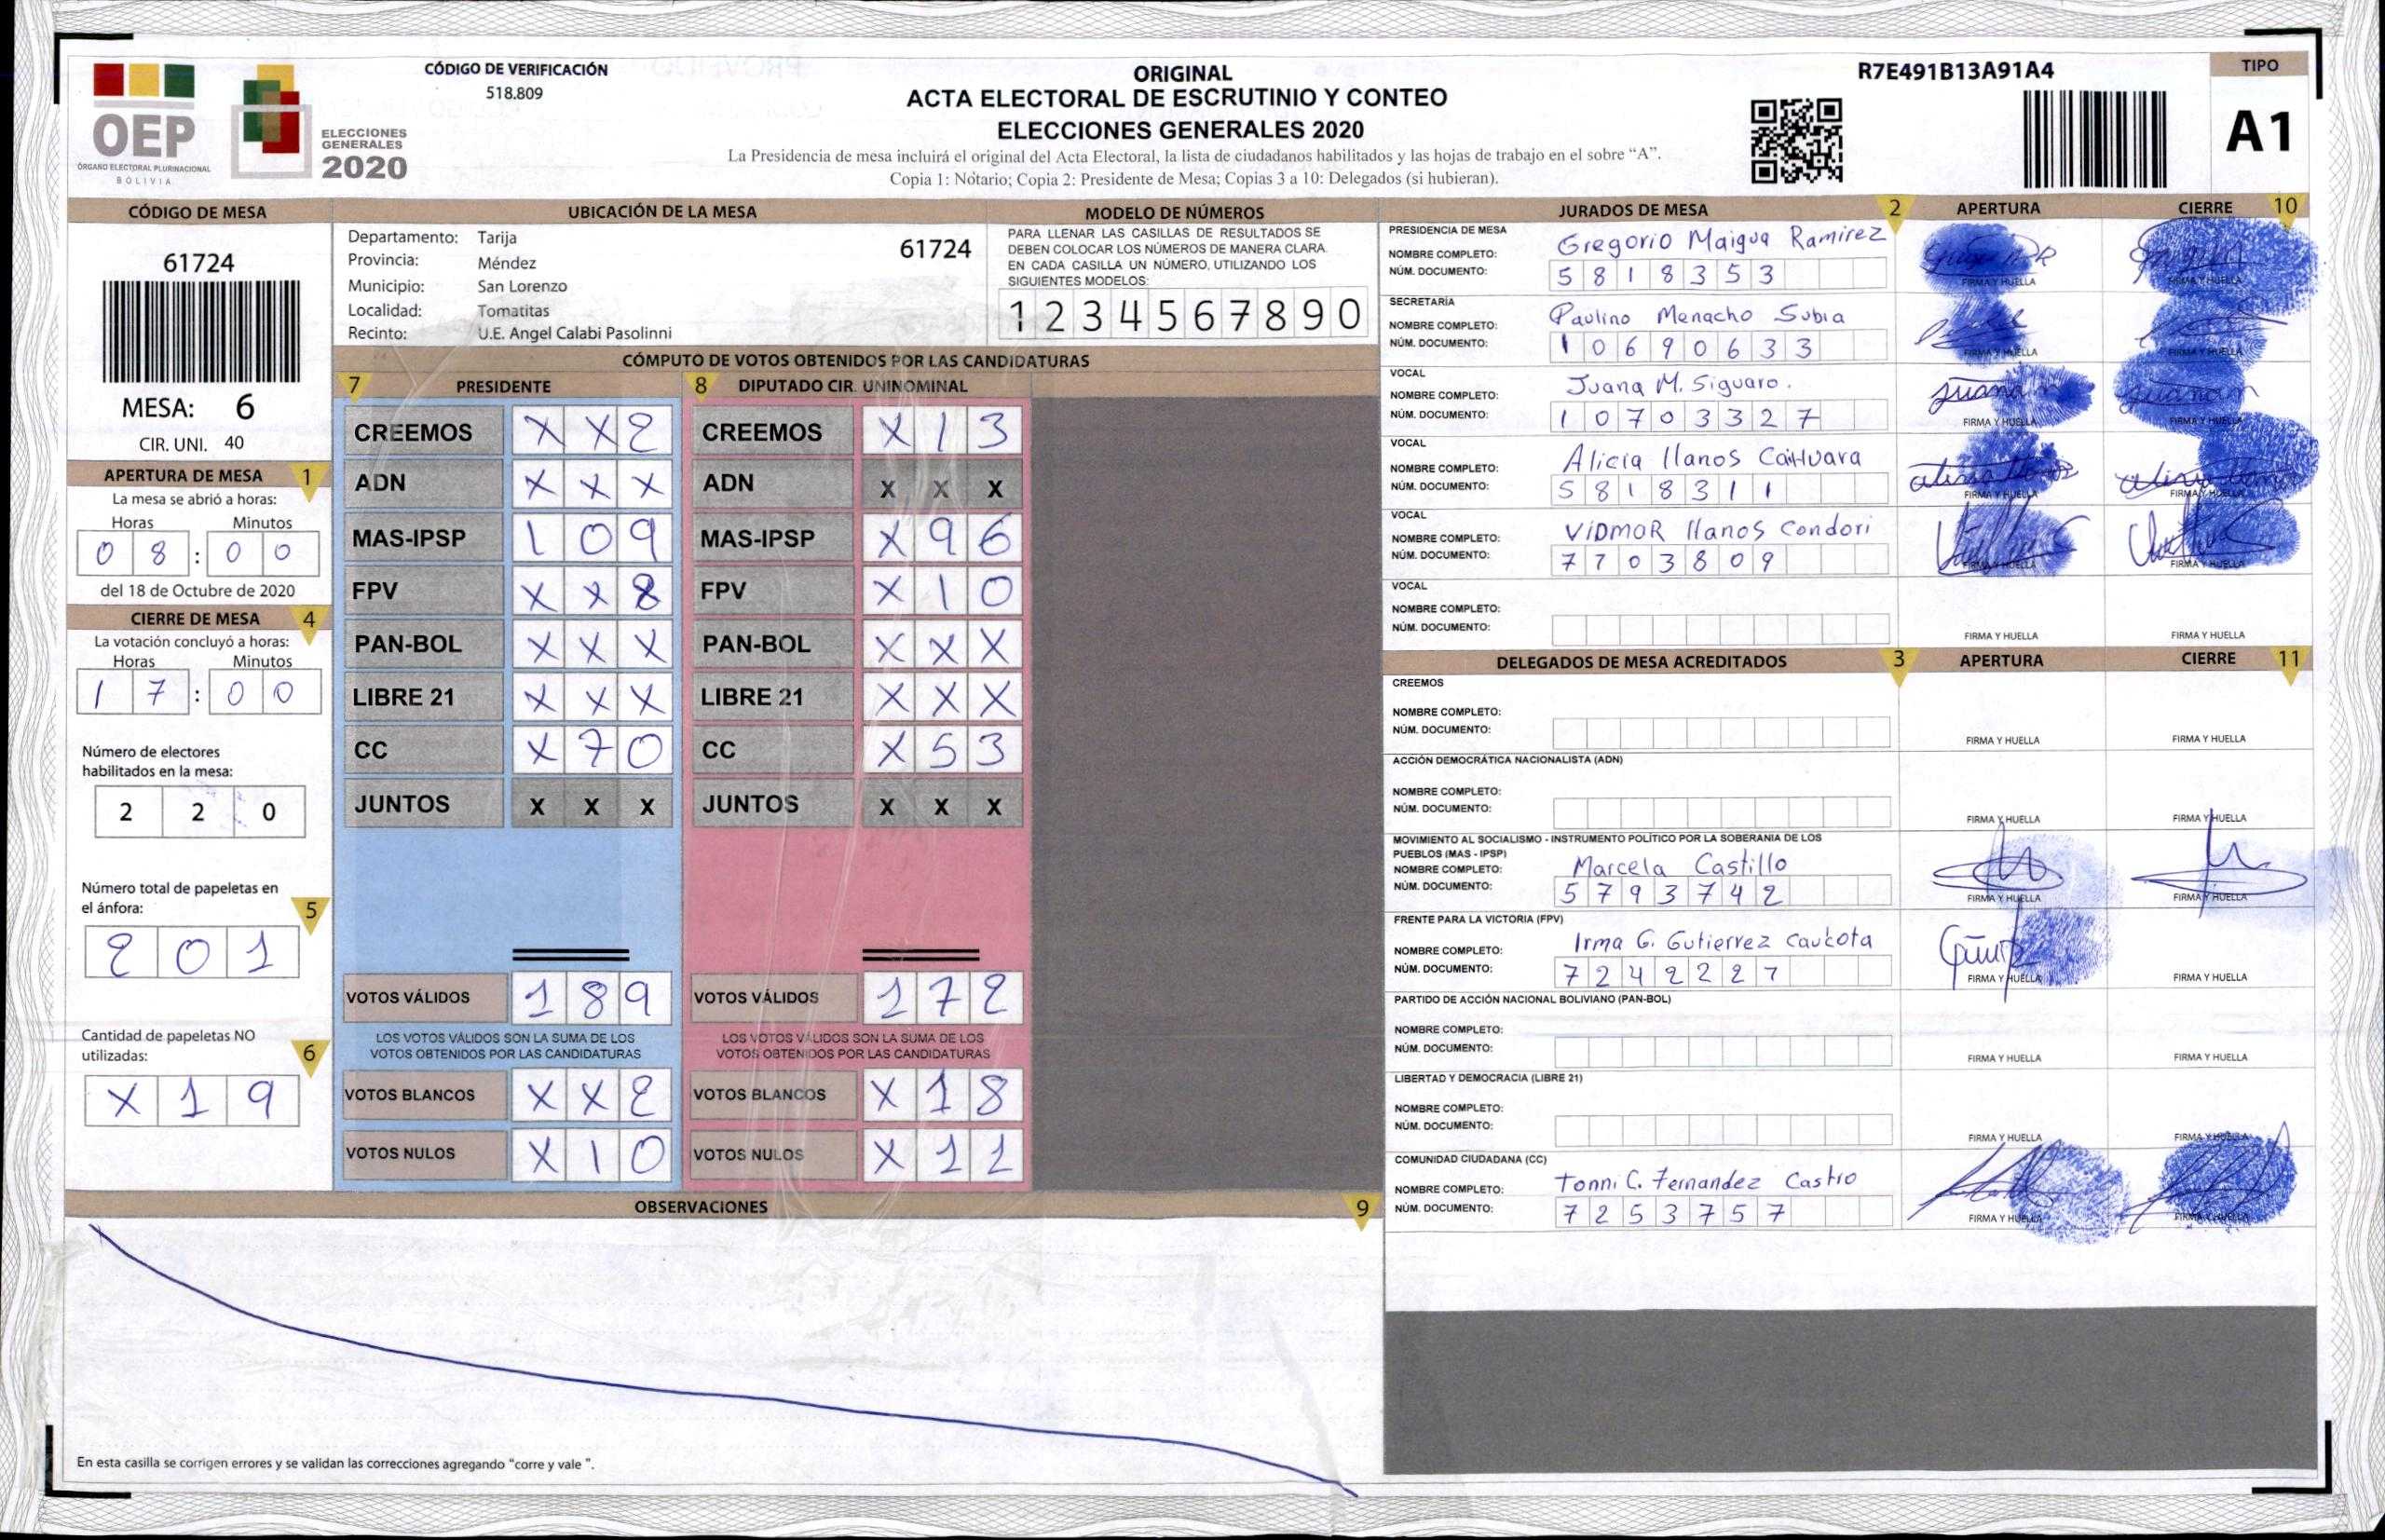 OEP
ÓRGANO ELECTORAL PLURINACIONAL
BOLIVIA
ELECCIONES
GENERALES
2020
CÓDIGO DE VERIFICACIÓN
518.809
ORIGINAL
ACTA ELECTORAL DE ESCRUTINIO Y CONTEO
ELECCIONES GENERALES 2020
La Presidencia de mesa incluirá el original del Acta Electoral, la lista de ciudadanos habilitados y las hojas de trabajo en el sobre “A”.
Copia 1: Notario; Copia 2: Presidente de Mesa; Copias 3 a 10: Delegados (si hubieran).
R7E491B13A91A4
TIPO
A1
CÓDIGO DE MESA
61724
MESA: 6
CIR. UNI. 40
APERTURA DE MESA 1
La mesa se abrió a horas:
Horas Minutos
0 8 : 0 0
del 18 de Octubre de 2020
CIERRE DE MESA 4
La votación concluyó a horas:
Horas Minutos
1 7 : 0 0
Número de electores
habilitados en la mesa:
2 2 0
Número total de papeletas en
el ánfora: 5
2 0 1
Cantidad de papeletas NO
utilizadas: 6
X 1 9
UBICACIÓN DE LA MESA
Departamento: Tarija 61724
Provincia: Méndez
Municipio: San Lorenzo
Localidad: Tomatitas
Recinto: U.E. Angel Calabi Pasolinni
MODELO DE NÚMEROS
PARA LLENAR LAS CASILLAS DE RESULTADOS SE
DEBEN COLOCAR LOS NÚMEROS DE MANERA CLARA.
EN CADA CASILLA UN NÚMERO, UTILIZANDO LOS
SIGUIENTES MODELOS:
1 2 3 4 5 6 7 8 9 0
CÓMPUTO DE VOTOS OBTENIDOS POR LAS CANDIDATURAS
7 PRESIDENTE
CREEMOS X X 2
ADN X X X
MAS-IPSP 1 0 9
FPV X X 8
PAN-BOL X X X
LIBRE 21 X X X
CC X 7 0
JUNTOS X X X
VOTOS VÁLIDOS 1 8 9
LOS VOTOS VÁLIDOS SON LA SUMA DE LOS
VOTOS OBTENIDOS POR LAS CANDIDATURAS
VOTOS BLANCOS X X 2
VOTOS NULOS X 1 0
8 DIPUTADO CIR. UNINOMINAL
CREEMOS X 1 3
ADN X X X
MAS-IPSP X 9 6
FPV X 1 0
PAN-BOL X X X
LIBRE 21 X X X
CC X 5 3
JUNTOS X X X
VOTOS VÁLIDOS 1 7 2
LOS VOTOS VÁLIDOS SON LA SUMA DE LOS
VOTOS OBTENIDOS POR LAS CANDIDATURAS
VOTOS BLANCOS X 1 8
VOTOS NULOS X 1 1
OBSERVACIONES 9
En esta casilla se corrigen errores y se validan las correcciones agregando “corre y vale ”.
JURADOS DE MESA 2 APERTURA CIERRE 10
PRESIDENCIA DE MESA
NOMBRE COMPLETO: Gregorio Maigua Ramirez
NÚM. DOCUMENTO: 5 8 1 8 3 5 3
FIRMA Y HUELLA FIRMA Y HUELLA
SECRETARÍA
NOMBRE COMPLETO: Paulino Menacho Subia
NÚM. DOCUMENTO: 1 0 6 9 0 6 3 3
FIRMA Y HUELLA FIRMA Y HUELLA
VOCAL
NOMBRE COMPLETO: Juana M. Siguaro.
NÚM. DOCUMENTO: 1 0 7 0 3 3 2 7
FIRMA Y HUELLA FIRMA Y HUELLA
VOCAL
NOMBRE COMPLETO: Alicia llanos
NÚM. DOCUMENTO: 5 8 1 8 3 1 1
FIRMA Y HUELLA FIRMA Y HUELLA
VOCAL
NOMBRE COMPLETO: VIDMAR llanos Condori
NÚM. DOCUMENTO: 7 7 0 3 8 0 9
FIRMA Y HUELLA FIRMA Y HUELLA
VOCAL
NOMBRE COMPLETO:
NÚM. DOCUMENTO:
FIRMA Y HUELLA FIRMA Y HUELLA
DELEGADOS DE MESA ACREDITADOS 3 APERTURA CIERRE 11
CREEMOS
NOMBRE COMPLETO:
NÚM. DOCUMENTO:
FIRMA Y HUELLA FIRMA Y HUELLA
ACCIÓN DEMOCRÁTICA NACIONALISTA (ADN)
NOMBRE COMPLETO:
NÚM. DOCUMENTO:
FIRMA Y HUELLA FIRMA Y HUELLA
MOVIMIENTO AL SOCIALISMO - INSTRUMENTO POLÍTICO POR LA SOBERANIA DE LOS
PUEBLOS (MAS - IPSP)
NOMBRE COMPLETO: Marcela Castillo
NÚM. DOCUMENTO: 5 7 9 3 7 4 2
FIRMA Y HUELLA FIRMA Y HUELLA
FRENTE PARA LA VICTORIA (FPV)
NOMBRE COMPLETO: Irma G. Gutierrez
NÚM. DOCUMENTO: 7 2 4 2 2 2 7
FIRMA Y HUELLA FIRMA Y HUELLA
PARTIDO DE ACCIÓN NACIONAL BOLIVIANO (PAN-BOL)
NOMBRE COMPLETO:
NÚM. DOCUMENTO:
FIRMA Y HUELLA FIRMA Y HUELLA
LIBERTAD Y DEMOCRACIA (LIBRE 21)
NOMBRE COMPLETO:
NÚM. DOCUMENTO:
FIRMA Y HUELLA FIRMA Y HUELLA
COMUNIDAD CIUDADANA (CC)
NOMBRE COMPLETO: Tonni C. Fernandez Castro
NÚM. DOCUMENTO: 7 2 5 3 7 5 7
FIRMA Y HUELLA FIRMA Y HUELLA